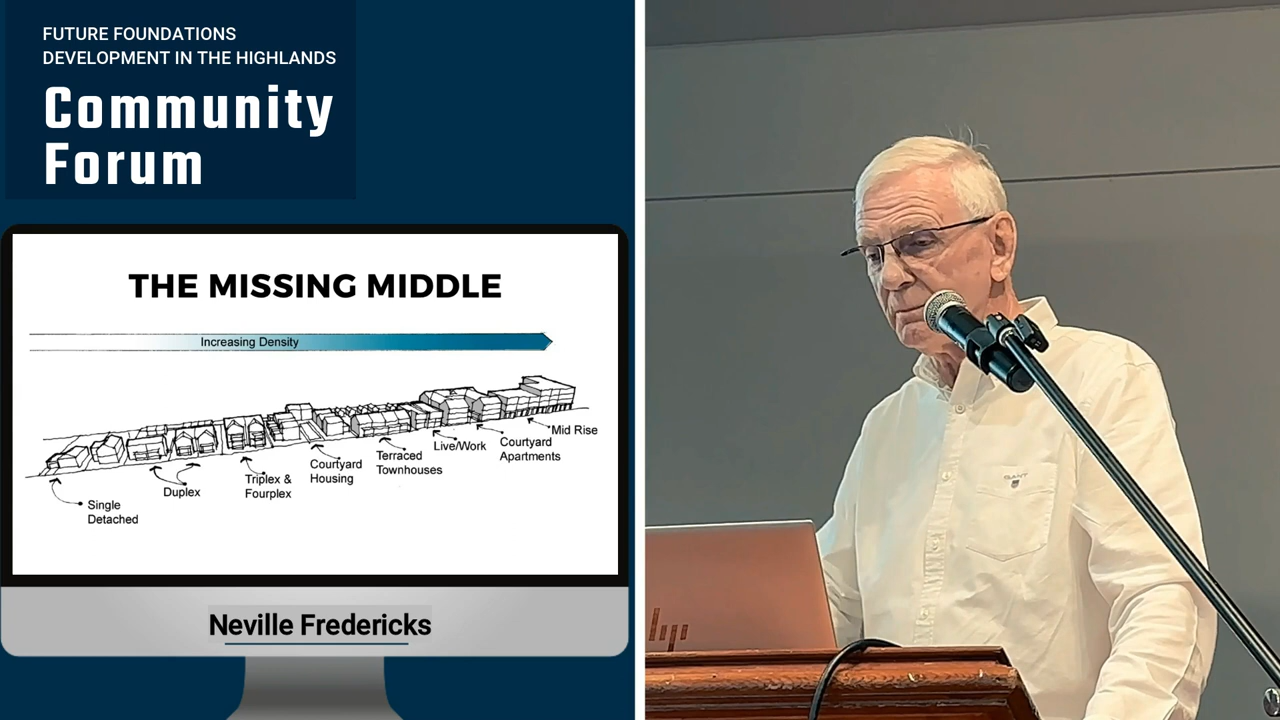 FUTURE FOUNDATIONS
DEVELOPMENT IN THE HIGHLANDS
Community
Forum
THE MISSING MIDDLE
Increasing Density
Single
Detached
Duplex
Triplex &
Fourplex
Courtyard
Housing
Terraced
Townhouses
Live/Work
Courtyard
Apartments
Mid Rise
Neville Fredericks
GANT
hp